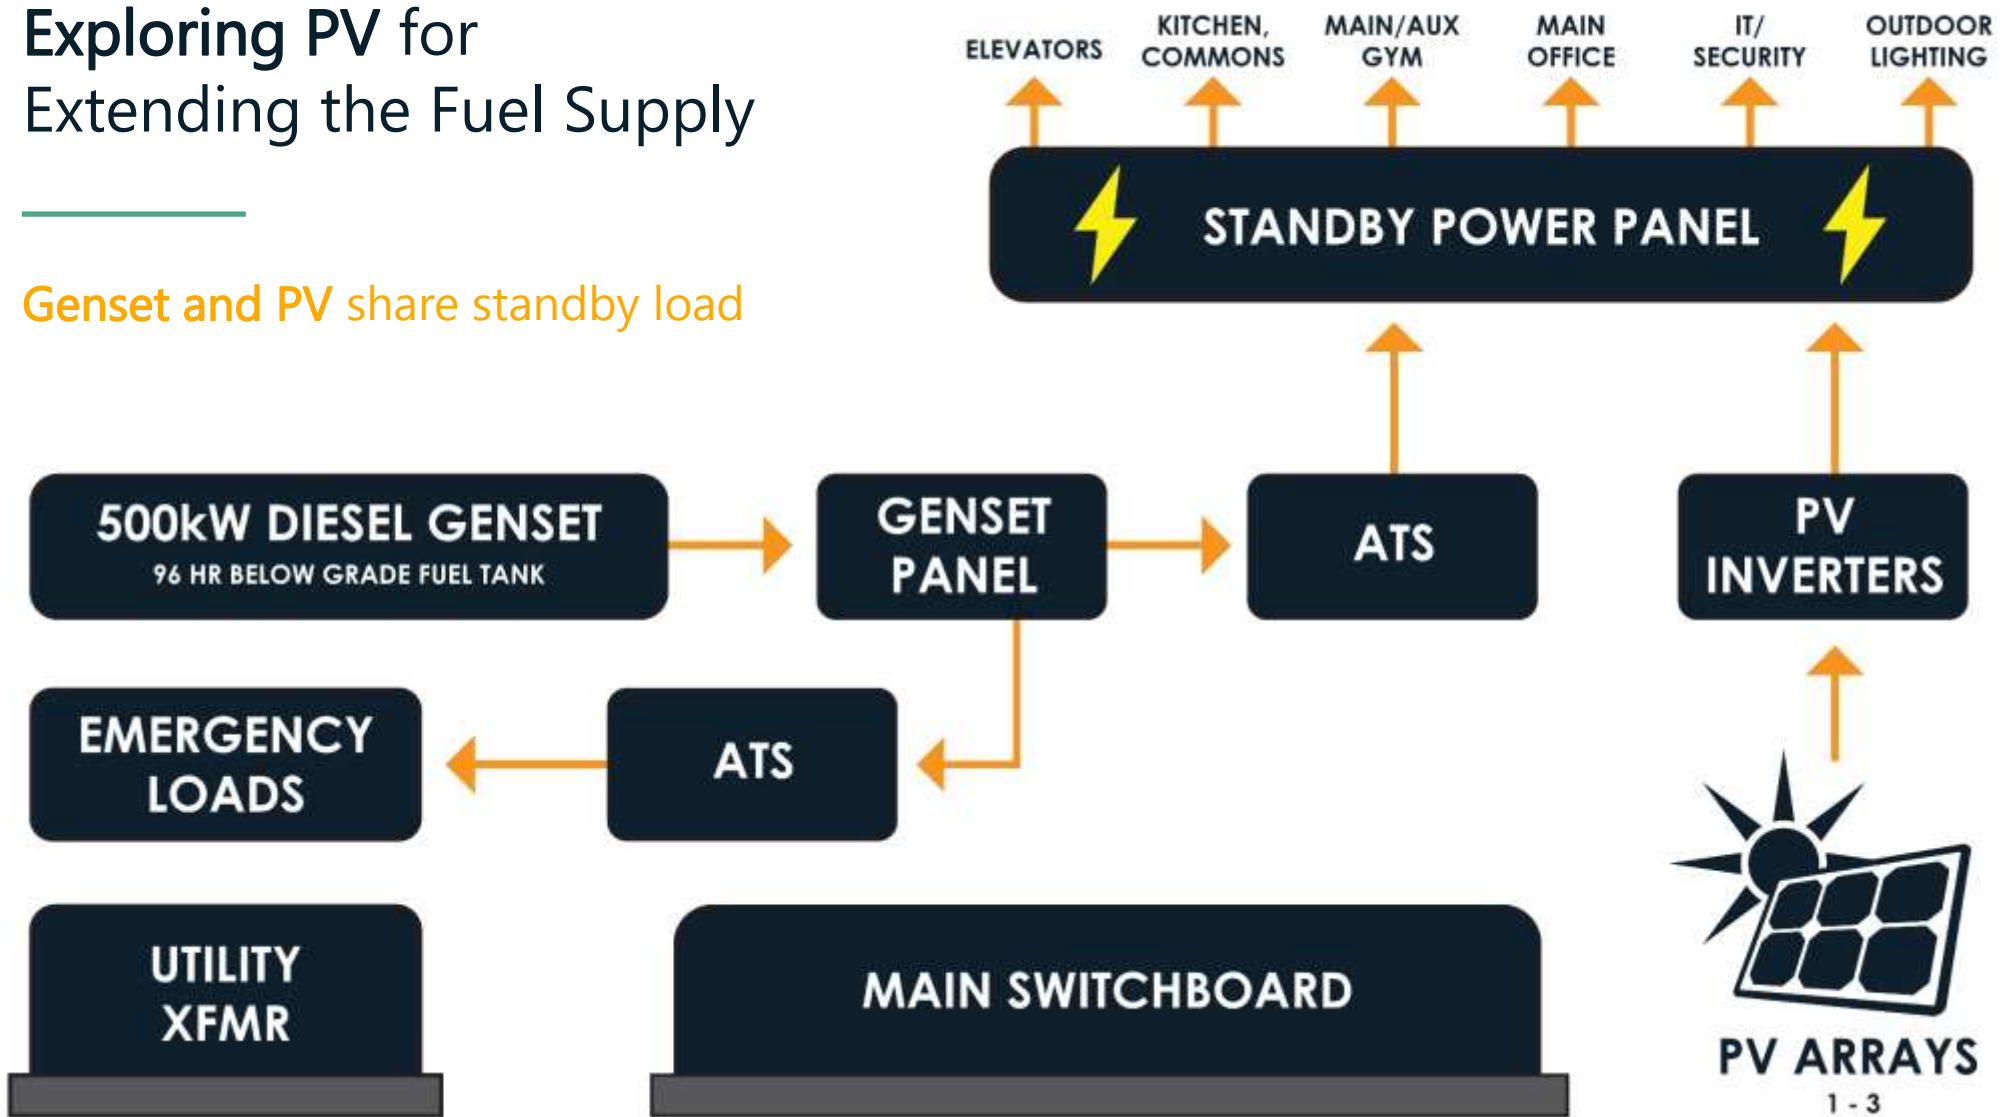 Exploring PV for
Extending the Fuel Supply
Genset and PV share standby load
ELEVATORS
KITCHEN,
COMMONS
MAIN/AUX
GYM
MAIN
OFFICE
IT/
SECURITY
OUTDOOR
LIGHTING
STANDBY POWER PANEL
500kW DIESEL GENSET
96 HR BELOW GRADE FUEL TANK
GENSET
PANEL
ATS
PV
INVERTERS
EMERGENCY
LOADS
ATS
UTILITY
XFMR
MAIN SWITCHBOARD
PV ARRAYS
1 - 3